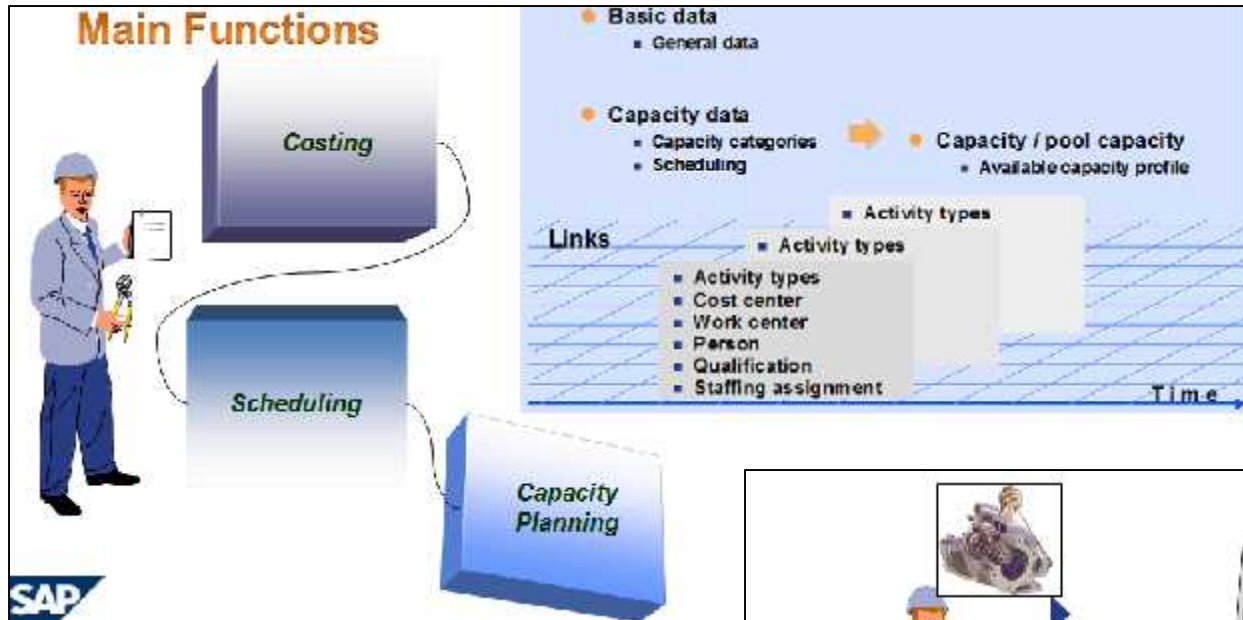 Main Functions
Costing
Scheduling
Capacity
Planning
SAP
Basic data
General data
Capacity data
Capacity categories
Scheduling
Capacity / pool capacity
Available capacity profile
Links
Activity types
Activity types
Activity types
Cost center
Work center
Person
Qualification
Staffing assignment
Time